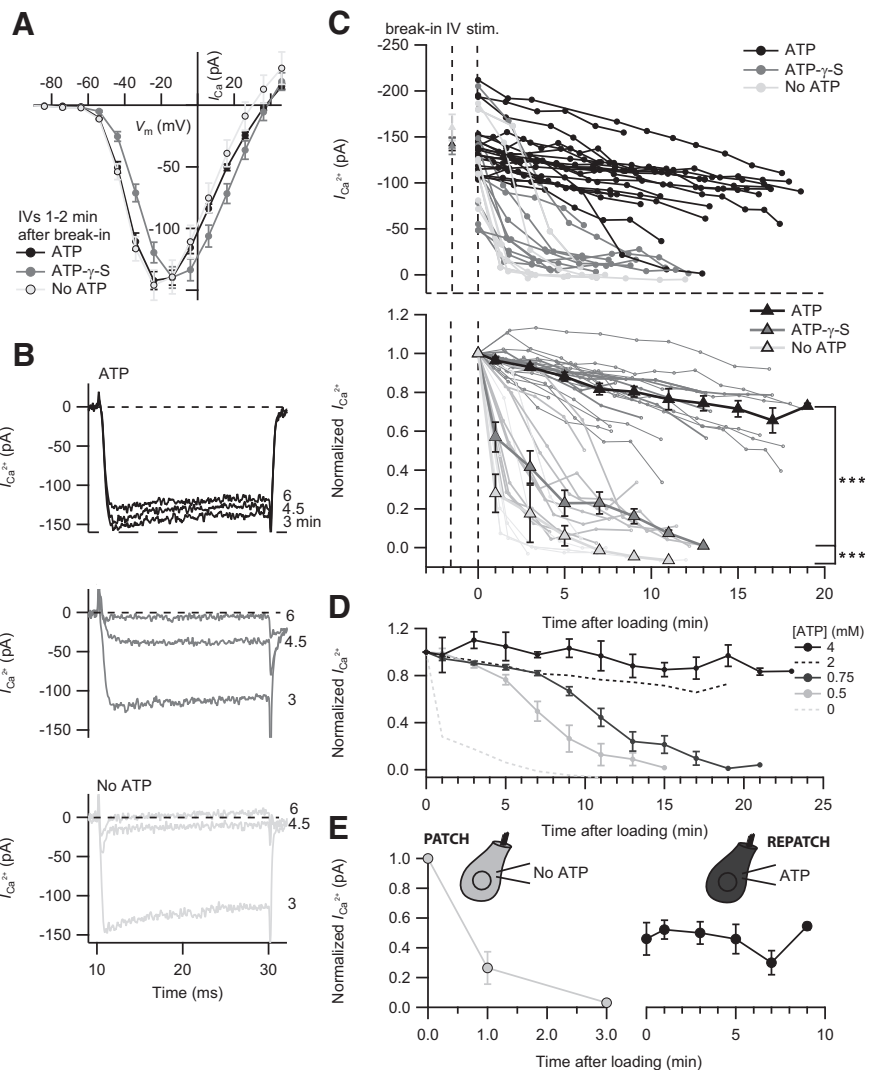 A
-80 -60 -40 20
I_Ca (pA)
V_m (mV)
-50
-100
IVs 1-2 min
after break-in
ATP
ATP-γ-S
No ATP
B
ATP
0
-50
-100
-150
I_Ca²⁺ (pA)
6
4.5
3 min
0
-50
-100
-150
I_Ca²⁺ (pA)
6
4.5
3
No ATP
0
-50
-100
-150
I_Ca²⁺ (pA)
6
4.5
3
10 20 30
Time (ms)
C
break-in IV stim.
-250
-200
-150
-100
-50
0
I_Ca²⁺ (pA)
ATP
ATP-γ-S
No ATP
1.2
1.0
0.8
0.6
0.4
0.2
0.0
Normalized I_Ca²⁺
ATP
ATP-γ-S
No ATP
***
***
0 5 10 15 20
Time after loading (min)
D
1.2
0.8
0.4
0.0
Normalized I_Ca²⁺
[ATP] (mM)
4
2
0.75
0.5
0
0 5 10 15 20 25
Time after loading (min)
E
PATCH
No ATP
REPATCH
ATP
1.0
0.8
0.6
0.4
0.2
0.0
Normalized I_Ca²⁺ (pA)
0.0 1.0 2.0 3.0
0 5 10
Time after loading (min)